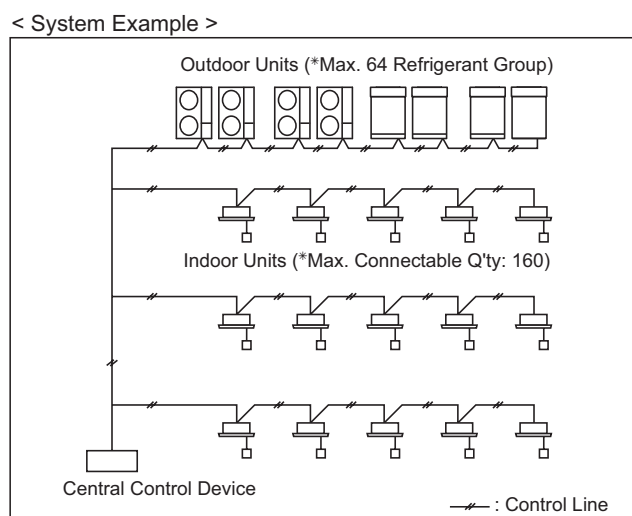 < System Example >
Outdoor Units (*Max. 64 Refrigerant Group)
Indoor Units (*Max. Connectable Q'ty: 160)
Central Control Device
: Control Line